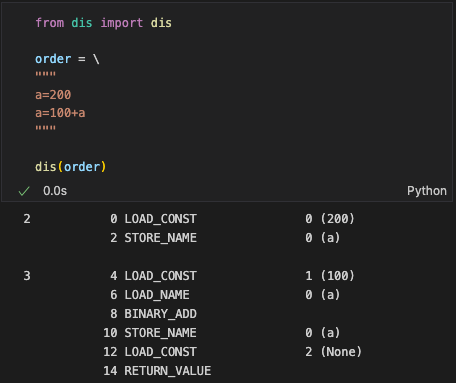 from dis import dis
order = \
"""
a=200
a=100+a
"""
dis(order)
✓ 0.0s Python
2 0 LOAD_CONST 0 (200)
2 STORE_NAME 0 (a)
3 4 LOAD_CONST 1 (100)
6 LOAD_NAME 0 (a)
8 BINARY_ADD
10 STORE_NAME 0 (a)
12 LOAD_CONST 2 (None)
14 RETURN_VALUE